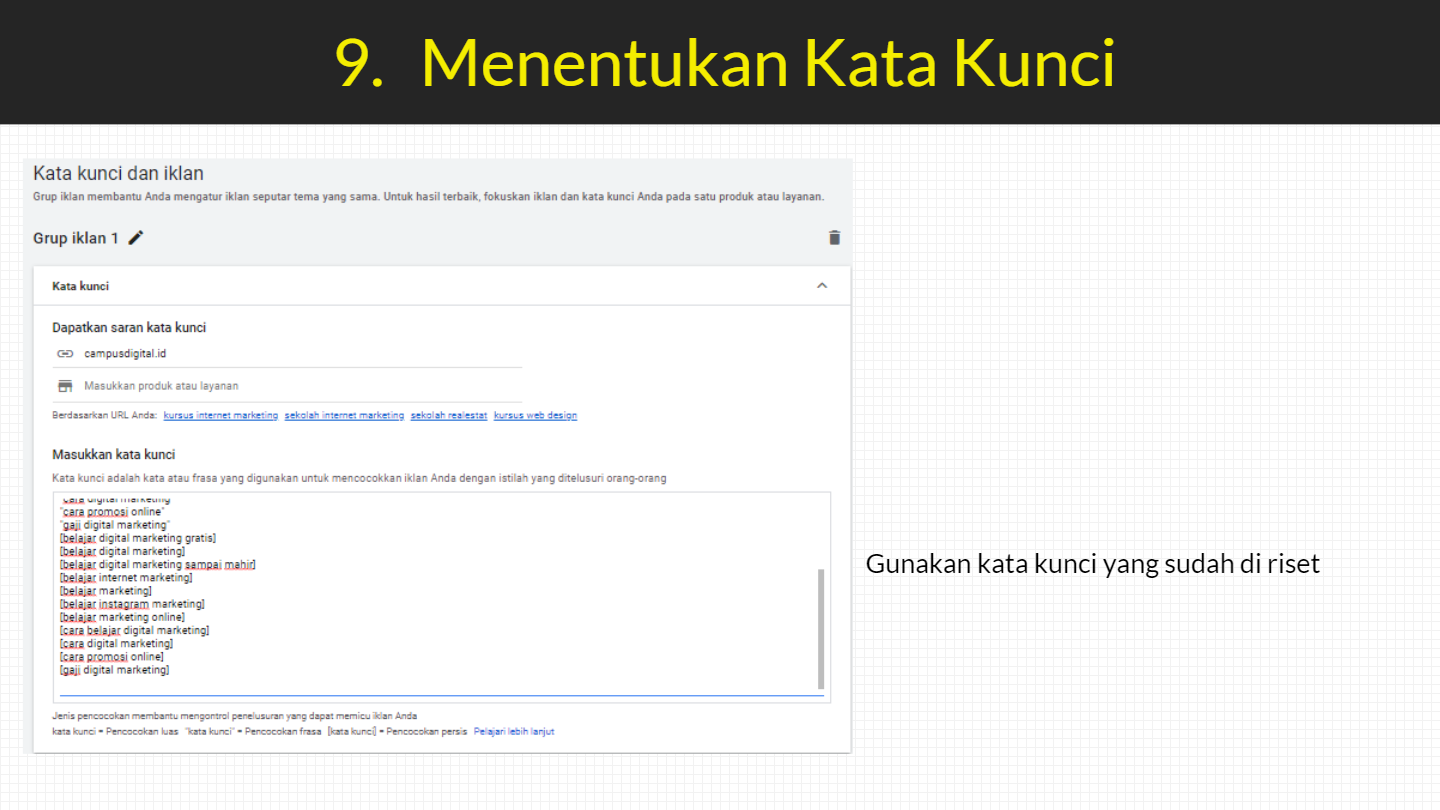 9. Menentukan Kata Kunci
Kata kunci dan iklan
Grup iklan membantu Anda mengatur iklan seputar tema yang sama. Untuk hasil terbaik, fokuskan iklan dan kata kunci Anda pada satu produk atau layanan.
Grup iklan 1
Kata kunci
Dapatkan saran kata kunci
campusdigital.id
Masukkan produk atau layanan
Berdasarkan URL Anda: kursus internet marketing sekolah internet marketing sekolah realestat kursus web design
Masukkan kata kunci
Kata kunci adalah kata atau frasa yang digunakan untuk mencocokkan iklan Anda dengan istilah yang ditelusuri orang-orang
"cara digital marketing"
"cara promosi online"
"gaji digital marketing"
[belajar digital marketing gratis]
[belajar digital marketing]
[belajar digital marketing sampai mahir]
[belajar internet marketing]
[belajar marketing]
[belajar instagram marketing]
[belajar marketing online]
[cara belajar digital marketing]
[cara digital marketing]
[cara promosi online]
[gaji digital marketing]
Jenis pencocokan membantu mengontrol penelusuran yang dapat memicu iklan Anda
kata kunci = Pencocokan luas "kata kunci" = Pencocokan frasa [kata kunci] = Pencocokan persis Pelajari lebih lanjut
Gunakan kata kunci yang sudah di riset